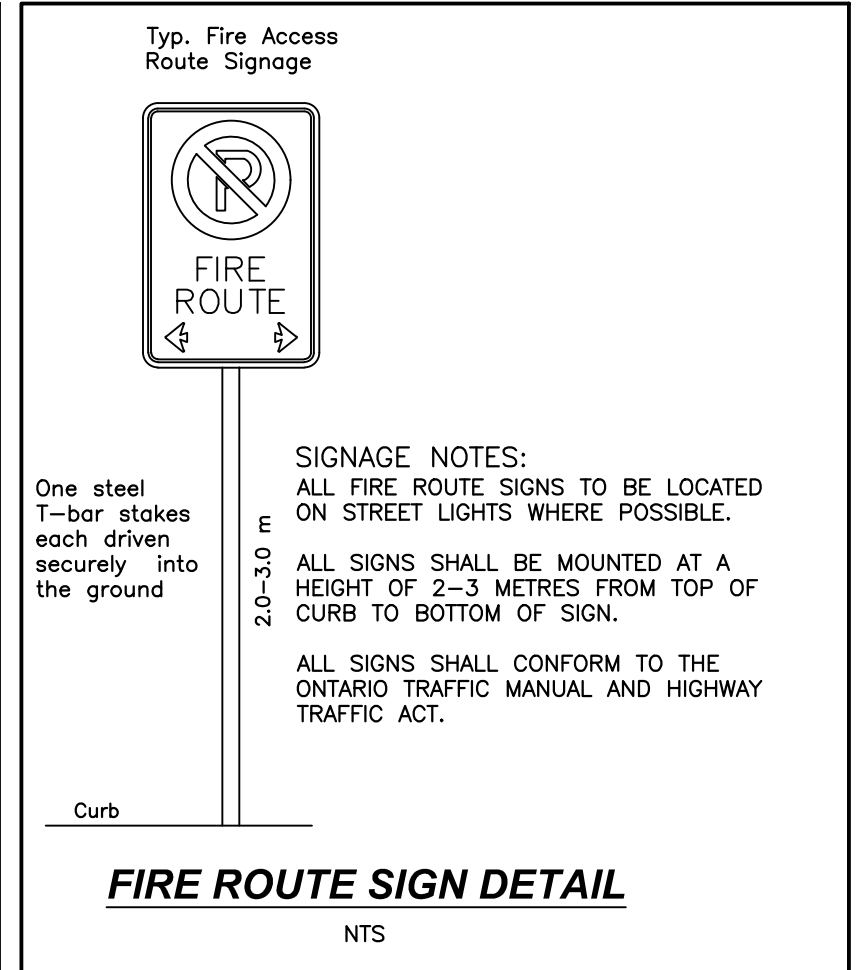 Typ. Fire Access
Route Signage
P
FIRE
ROUTE
One steel
T-bar stakes
each driven
securely into
the ground
2.0-3.0 m
SIGNAGE NOTES:
ALL FIRE ROUTE SIGNS TO BE LOCATED
ON STREET LIGHTS WHERE POSSIBLE.
ALL SIGNS SHALL BE MOUNTED AT A
HEIGHT OF 2-3 METRES FROM TOP OF
CURB TO BOTTOM OF SIGN.
ALL SIGNS SHALL CONFORM TO THE
ONTARIO TRAFFIC MANUAL AND HIGHWAY
TRAFFIC ACT.
Curb
FIRE ROUTE SIGN DETAIL
NTS